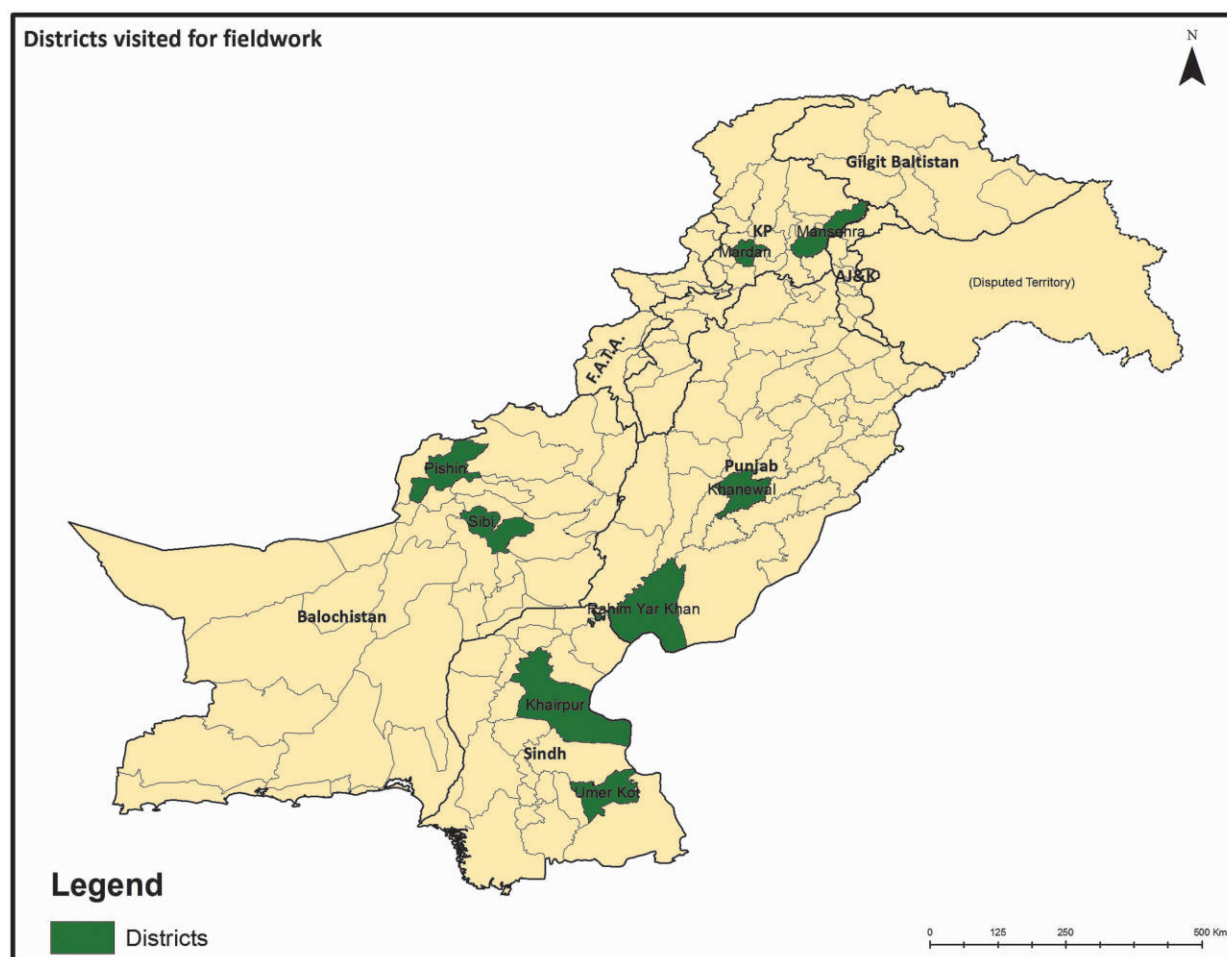 Districts visited for fieldwork
N
Gilgit Baltistan
KP
Mansehra
Mardan
AJ&K
(Disputed Territory)
F.A.T.A.
Pishin
Punjab
Khanewal
Sibi
Rahim Yar Khan
Balochistan
Khairpur
Sindh
Umer Kot
Legend
Districts
0 125 250 500 Km